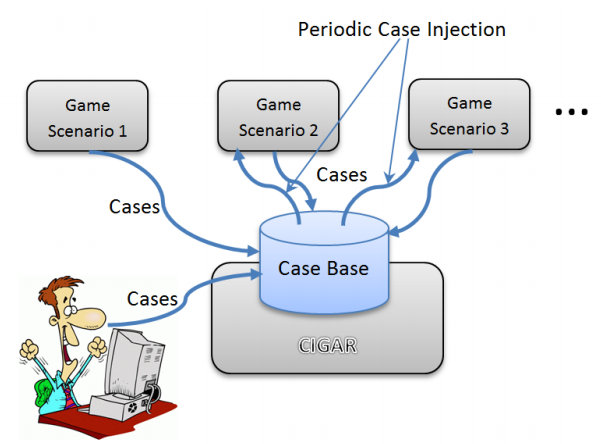 Periodic Case Injection
Game
Scenario 1
Game
Scenario 2
Game
Scenario 3
...
Cases
Cases
Cases
Case Base
CIGAR